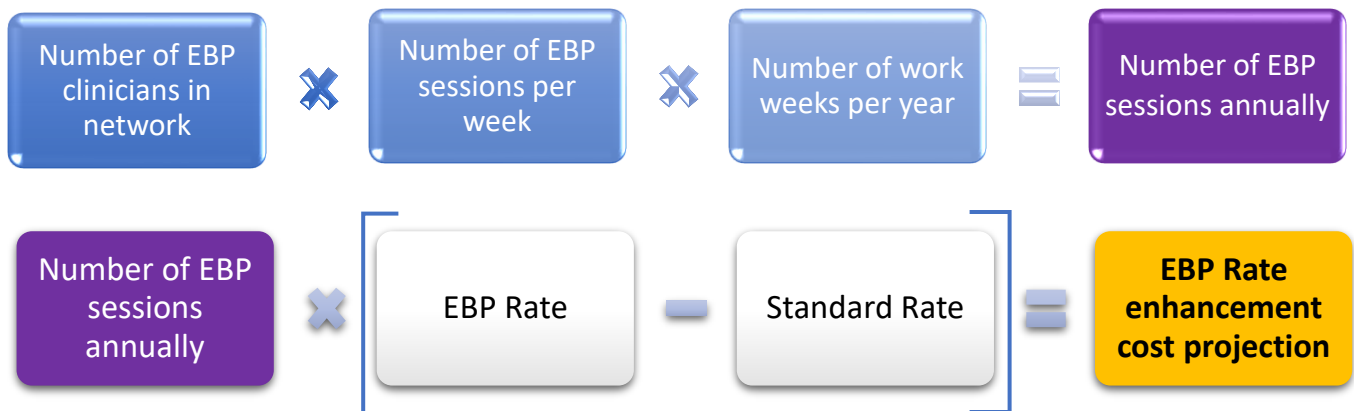 Number of EBP
clinicians in
network
Number of EBP
sessions per
week
Number of work
weeks per year
Number of EBP
sessions annually
Number of EBP
sessions
annually
EBP Rate
Standard Rate
EBP Rate
enhancement
cost projection